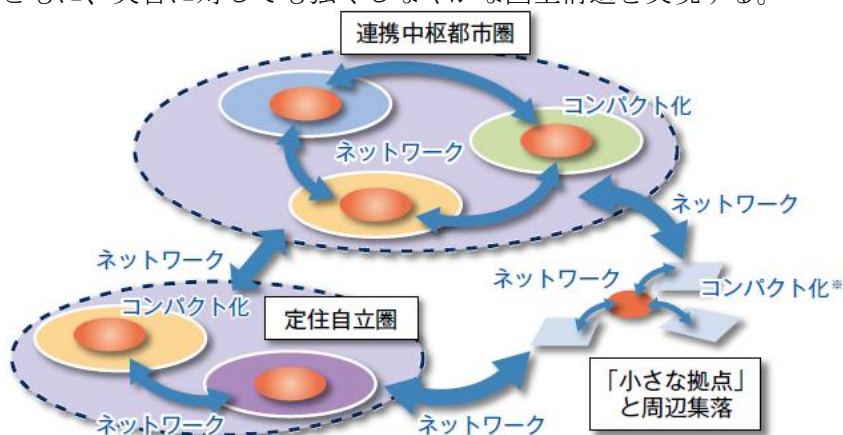 連携中枢都市圏
コンパクト化
ネットワーク
ネットワーク
ネットワーク
ネットワーク
コンパクト化※
コンパクト化
定住自立圏
「小さな拠点」
と周辺集落
ネットワーク
ネットワーク